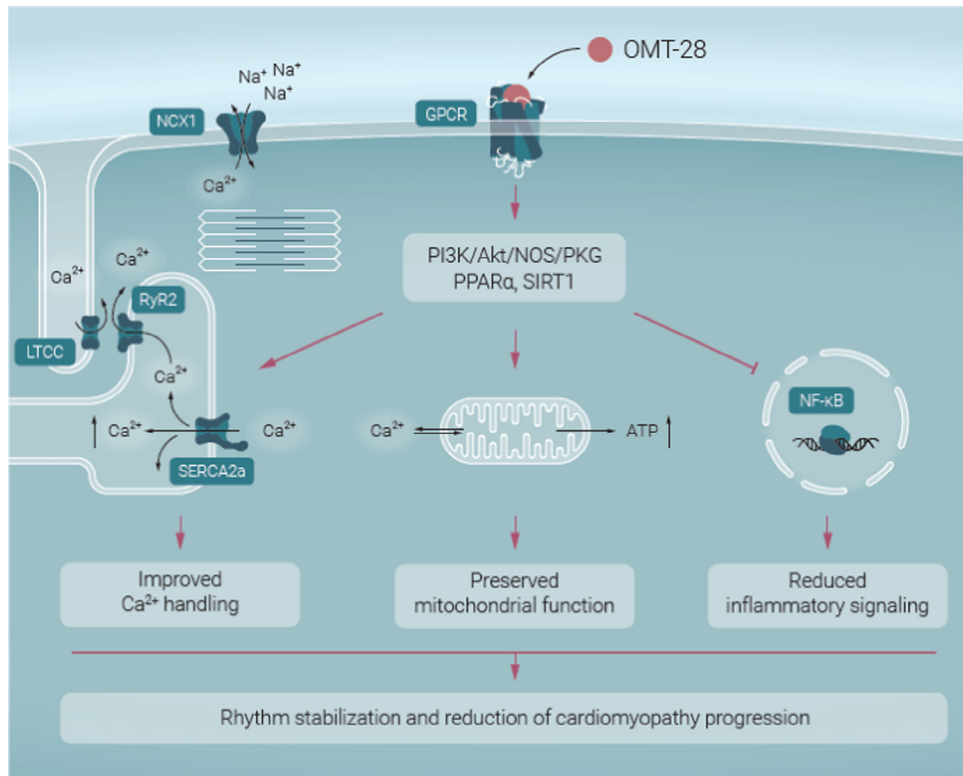 OMT-28
Na⁺ Na⁺
Na⁺
NCX1
GPCR
Ca²⁺
PI3K/Akt/NOS/PKG
PPARα, SIRT1
Ca²⁺
Ca²⁺
RyR2
LTCC
Ca²⁺
NF-κB
Ca²⁺
Ca²⁺
Ca²⁺
ATP
SERCA2a
Improved
Ca²⁺ handling
Preserved
mitochondrial function
Reduced
inflammatory signaling
Rhythm stabilization and reduction of cardiomyopathy progression